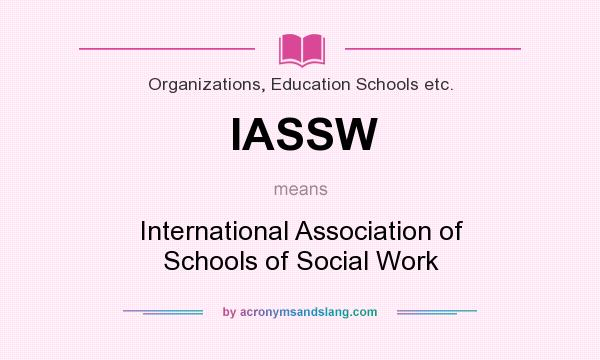 Organizations, Education Schools etc.
IASSW
means
International Association of
Schools of Social Work
by acronymsandslang.com